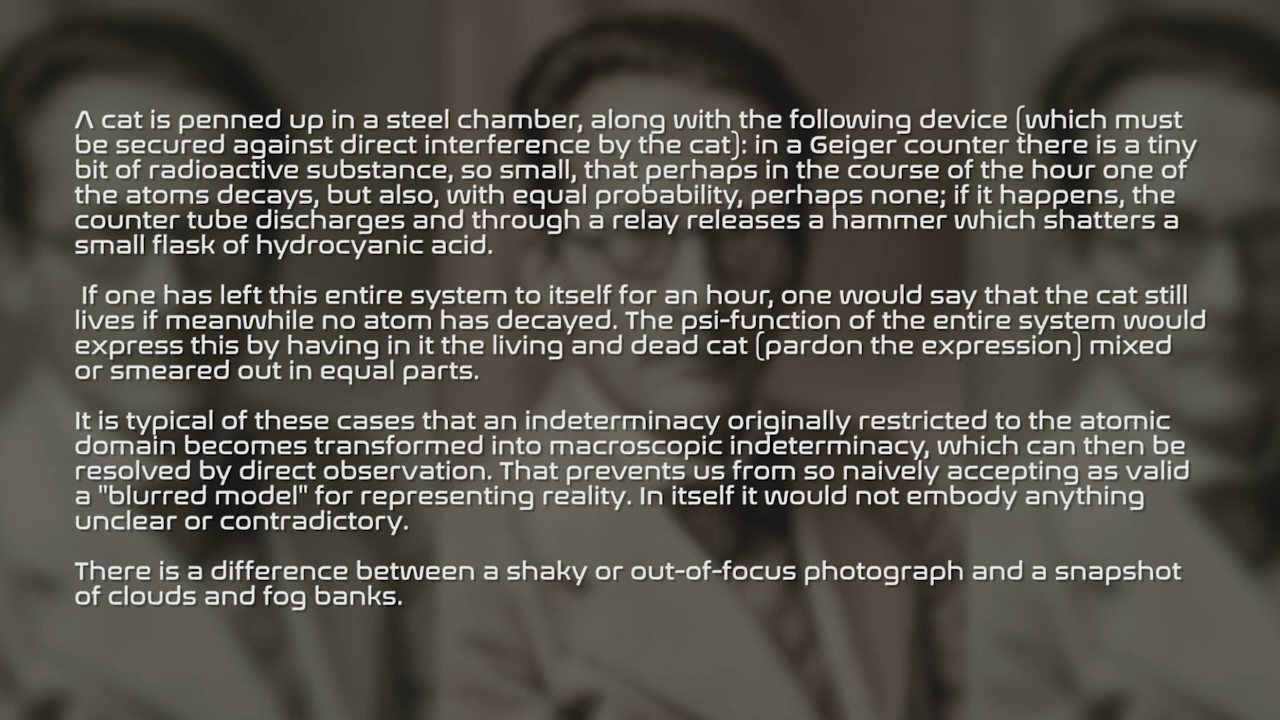 A cat is penned up in a steel chamber, along with the following device (which must
be secured against direct interference by the cat): in a Geiger counter there is a tiny
bit of radioactive substance, so small, that perhaps in the course of the hour one of
the atoms decays, but also, with equal probability, perhaps none; if it happens, the
counter tube discharges and through a relay releases a hammer which shatters a
small flask of hydrocyanic acid.
If one has left this entire system to itself for an hour, one would say that the cat still
lives if meanwhile no atom has decayed. The psi-function of the entire system would
express this by having in it the living and dead cat (pardon the expression) mixed
or smeared out in equal parts.
It is typical of these cases that an indeterminacy originally restricted to the atomic
domain becomes transformed into macroscopic indeterminacy, which can then be
resolved by direct observation. That prevents us from so naively accepting as valid
a "blurred model" for representing reality. In itself it would not embody anything
unclear or contradictory.
There is a difference between a shaky or out-of-focus photograph and a snapshot
of clouds and fog banks.